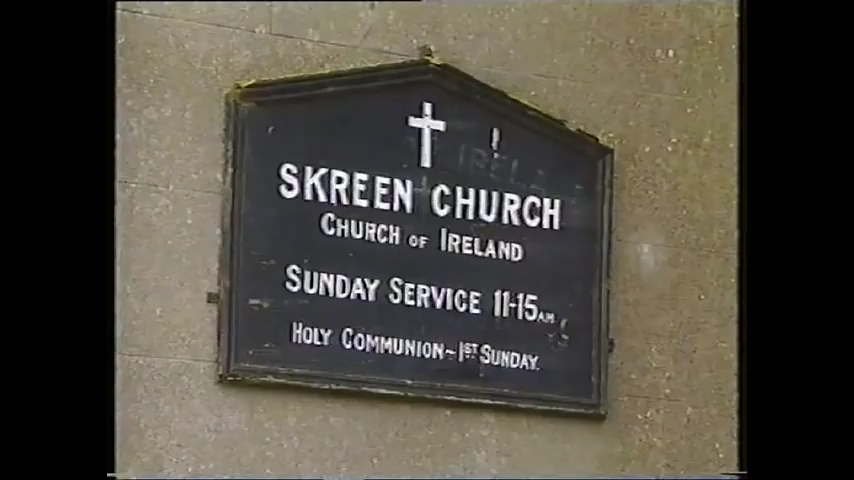 SKREEN CHURCH
CHURCH OF IRELAND
SUNDAY SERVICE 11-15AM
HOLY COMMUNION~1ST SUNDAY.